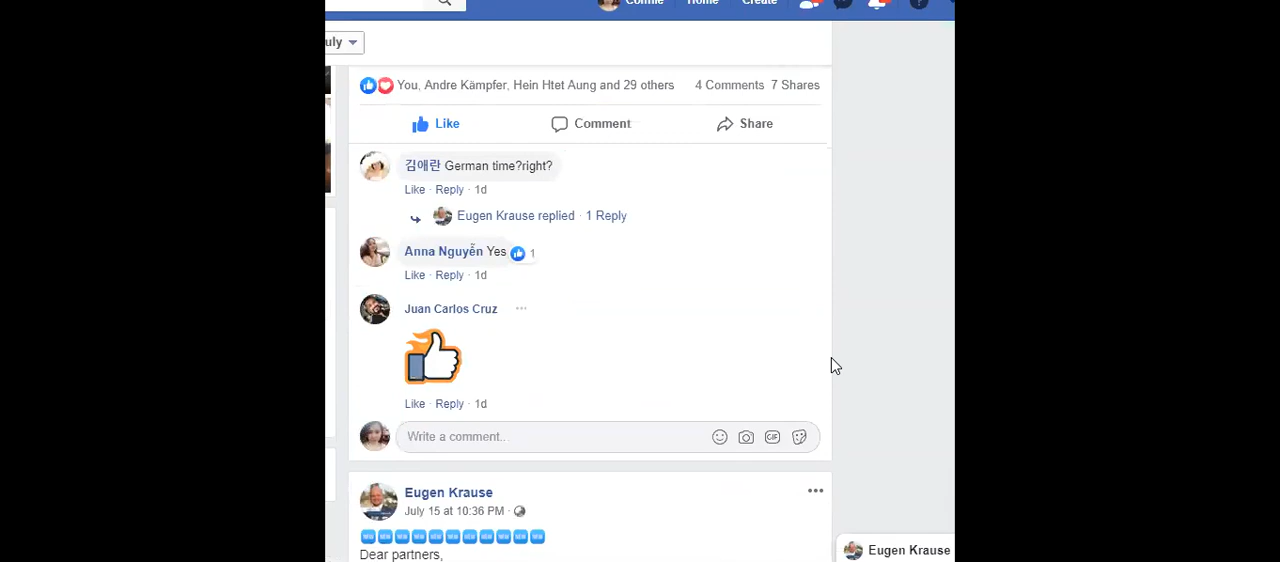 Connie Home Create
uly
You, Andre Kämpfer, Hein Htet Aung and 29 others 4 Comments 7 Shares
Like Comment Share
김애란 German time?right?
Like · Reply · 1d
Eugen Krause replied · 1 Reply
Anna Nguyễn Yes 1
Like · Reply · 1d
Juan Carlos Cruz ...
Like · Reply · 1d
Write a comment... GIF
Eugen Krause ...
July 15 at 10:36 PM ·
Dear partners,
Eugen Krause